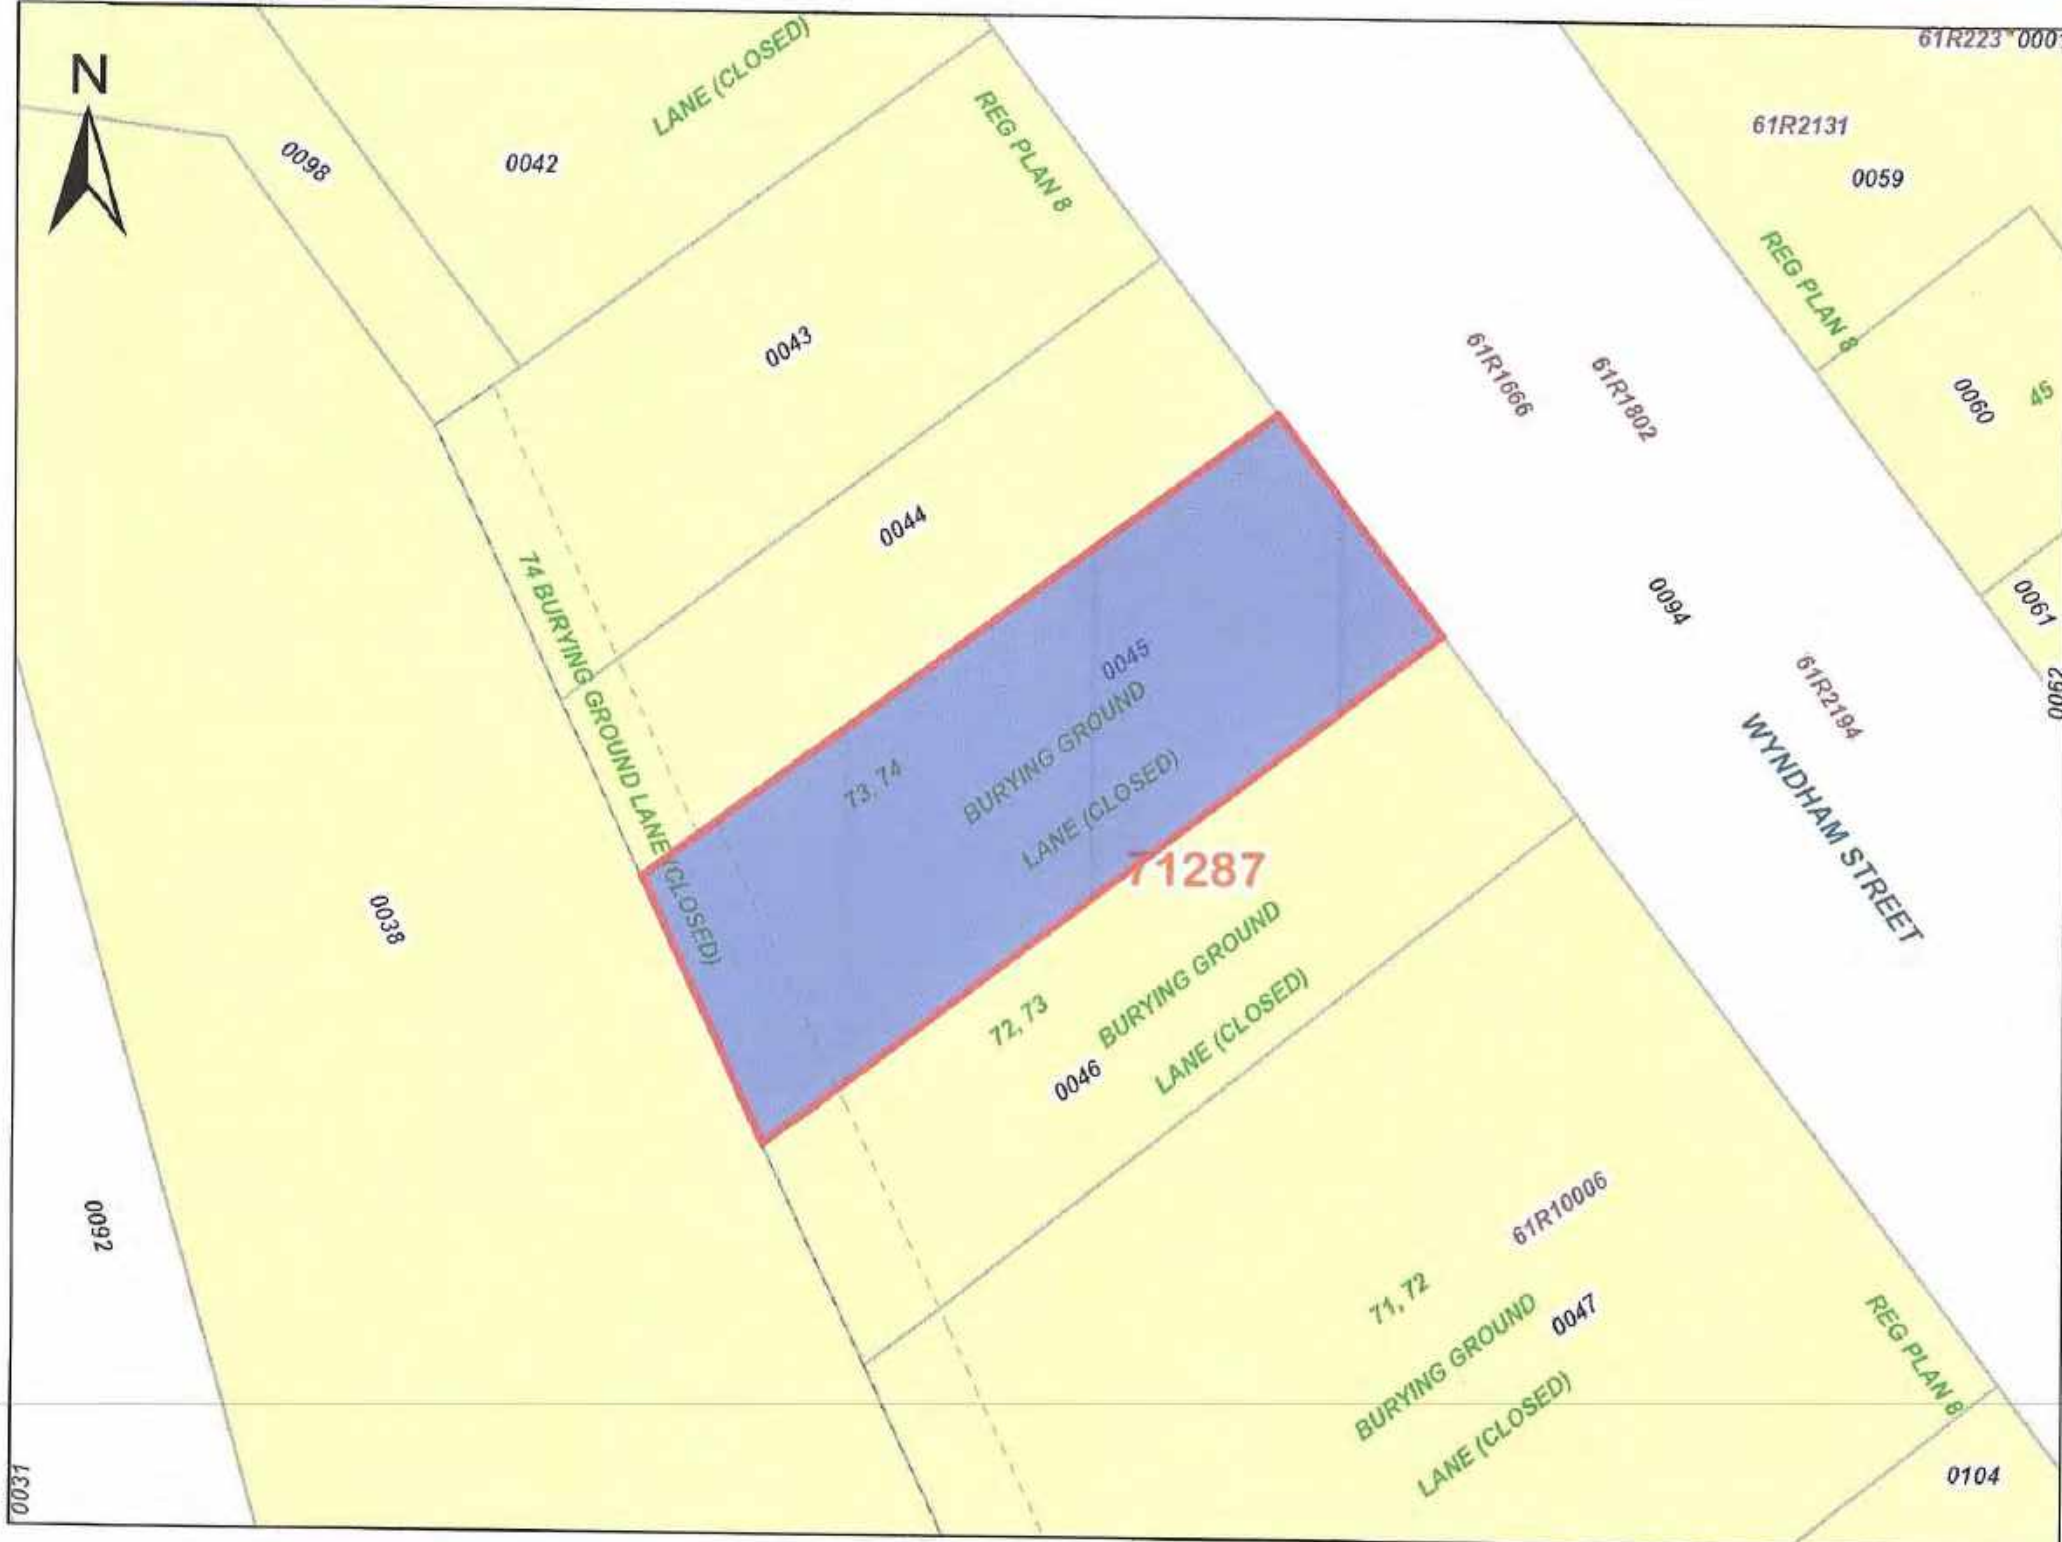 61R223
0001
N
LANE (CLOSED)
0098
0042
REG PLAN 8
61R2131
0059
REG PLAN 8
0043
61R1666
61R1802
0060
45
0044
74 BURYING GROUND LANE (CLOSED)
0094
0061
0062
0045
73, 74
BURYING GROUND
LANE (CLOSED)
61R2194
WYNDHAM STREET
71287
0038
72, 73
BURYING GROUND
LANE (CLOSED)
0046
0092
61R10006
71, 72
BURYING GROUND
LANE (CLOSED)
0047
REG PLAN 8
0031
0104